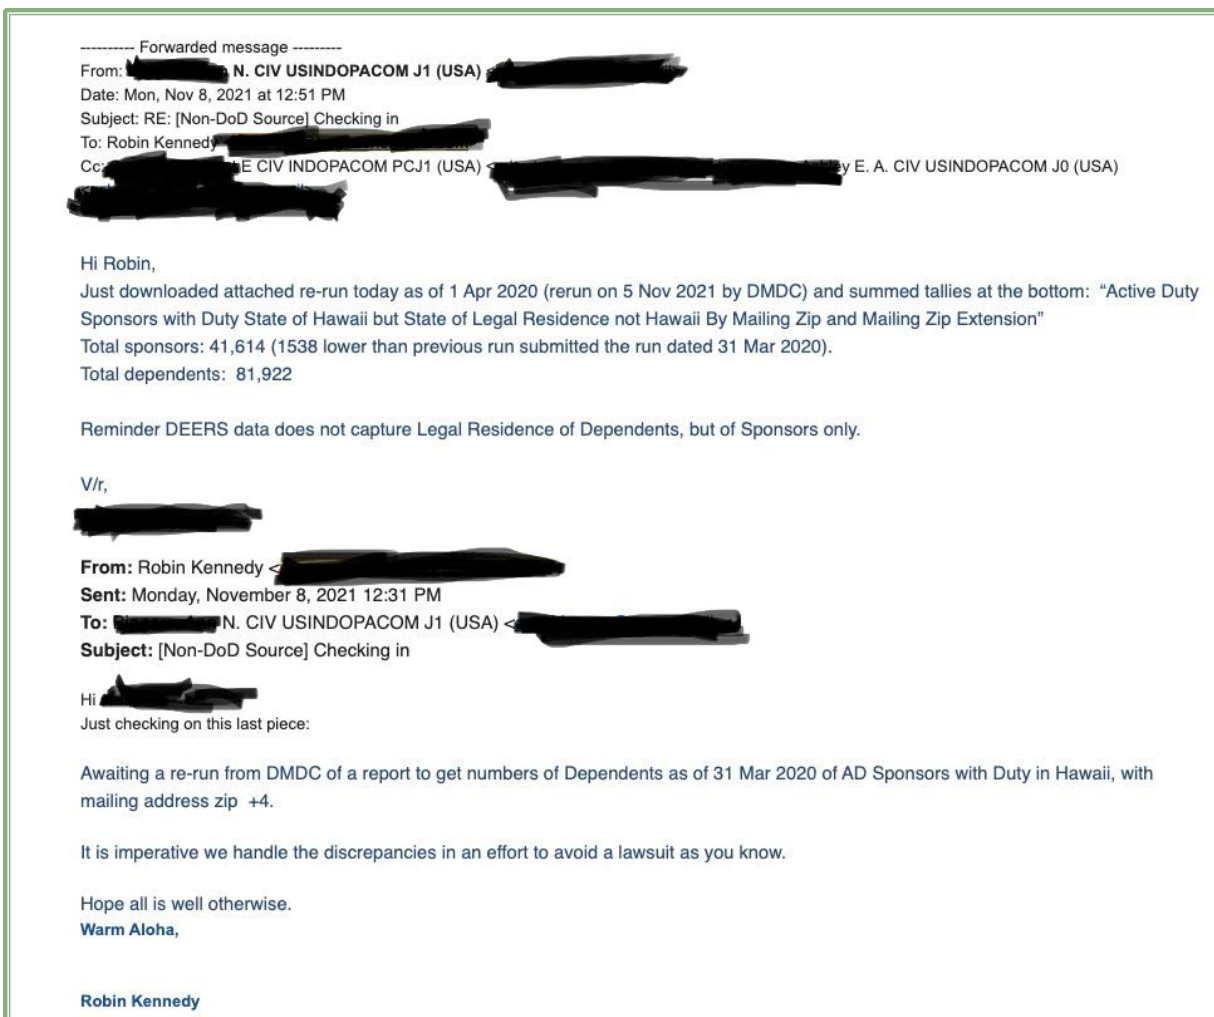 ---------- Forwarded message ---------
From: N. CIV USINDOPACOM J1 (USA)
Date: Mon, Nov 8, 2021 at 12:51 PM
Subject: RE: [Non-DoD Source] Checking in
To: Robin Kennedy
Cc: E CIV INDOPACOM PCJ1 (USA) < E. A. CIV USINDOPACOM J0 (USA)
Hi Robin,
Just downloaded attached re-run today as of 1 Apr 2020 (rerun on 5 Nov 2021 by DMDC) and summed tallies at the bottom:  “Active Duty
Sponsors with Duty State of Hawaii but State of Legal Residence not Hawaii By Mailing Zip and Mailing Zip Extension”
Total sponsors: 41,614 (1538 lower than previous run submitted the run dated 31 Mar 2020).
Total dependents:  81,922
Reminder DEERS data does not capture Legal Residence of Dependents, but of Sponsors only.
V/r,
From: Robin Kennedy <
Sent: Monday, November 8, 2021 12:31 PM
To: N. CIV USINDOPACOM J1 (USA) <
Subject: [Non-DoD Source] Checking in
Hi
Just checking on this last piece:
Awaiting a re-run from DMDC of a report to get numbers of Dependents as of 31 Mar 2020 of AD Sponsors with Duty in Hawaii, with
mailing address zip  +4.
It is imperative we handle the discrepancies in an effort to avoid a lawsuit as you know.
Hope all is well otherwise.
Warm Aloha,
Robin Kennedy